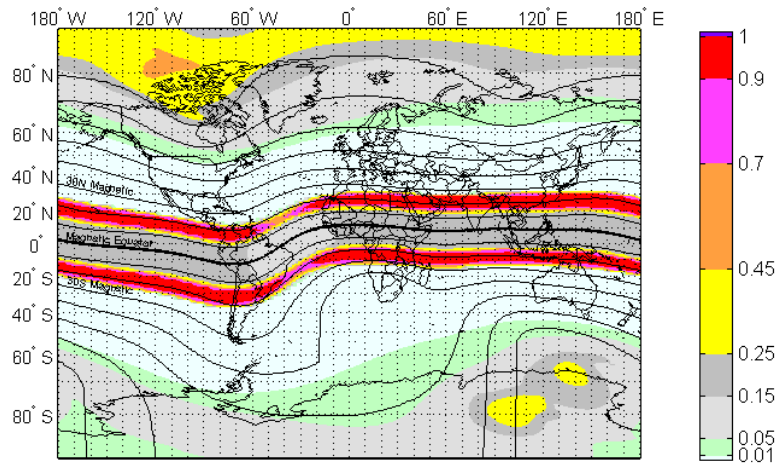 180° W 120° W 60° W 0° 60° E 120° E 180° E
80° N
60° N
40° N
20° N
0°
20° S
40° S
60° S
80° S
30N Magnetic
Magnetic Equator
30S Magnetic
1
0.9
0.7
0.45
0.25
0.15
0.05
0.01